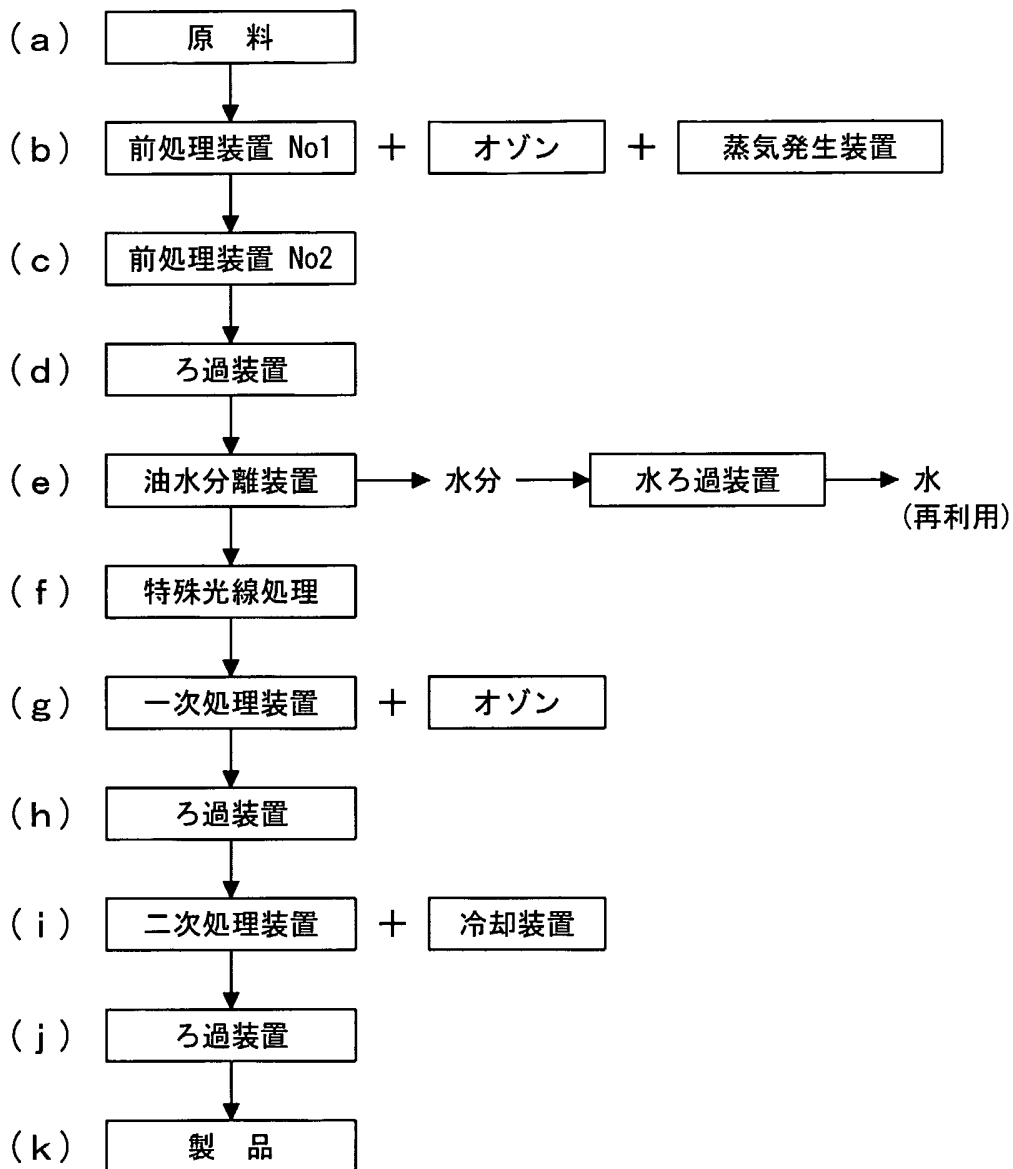 (a) 原 料
(b) 前処理装置 No1 + オゾン + 蒸気発生装置
(c) 前処理装置 No2
(d) ろ過装置
(e) 油水分離装置 水分 水ろ過装置 水
(再利用)
(f) 特殊光線処理
(g) 一次処理装置 + オゾン
(h) ろ過装置
(i) 二次処理装置 + 冷却装置
(j) ろ過装置
(k) 製 品